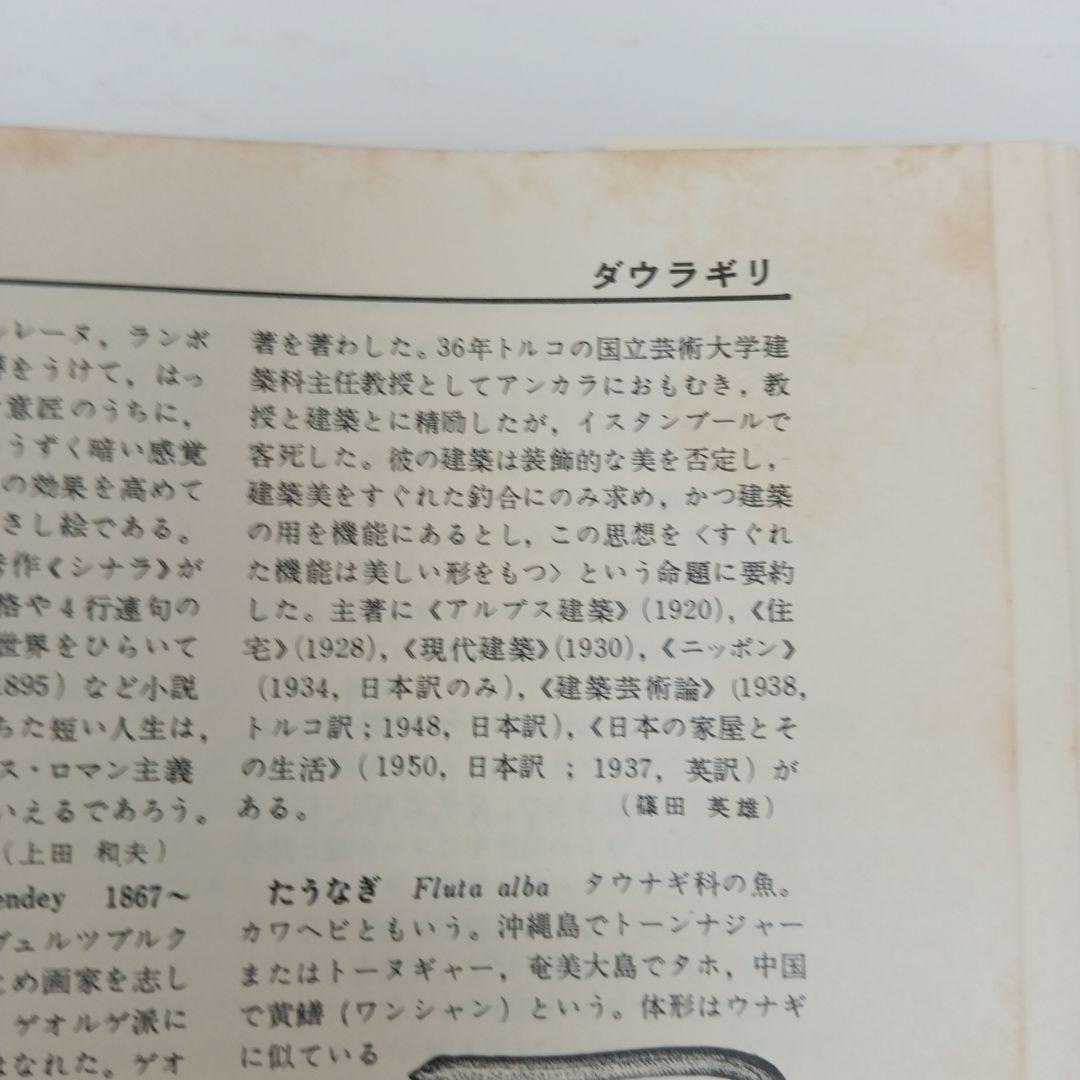 ダウラギリ
レーヌ，ランボ
をうけて，はっ
意匠のうちに，
うずく暗い感覚
の効果を高めて
さし絵である。
作《シナラ》が
格や4行連句の
世界をひらいて
1895）など小説
ちた短い人生は，
ス・ロマン主義
いえるであろう。
（上田　和夫）
endey　1867～
ヴェルツブルク
め画家を志し
ゲオルゲ派に
はなれた。ゲオ
著を著わした。36年トルコの国立芸術大学建
築科主任教授としてアンカラにおもむき，教
授と建築とに精励したが，イスタンブールで
客死した。彼の建築は装飾的な美を否定し，
建築美をすぐれた釣合にのみ求め，かつ建築
の用を機能にあるとし，この思想を〈すぐれ
た機能は美しい形をもつ〉という命題に要約
した。主著に《アルプス建築》(1920)，《住
宅》(1928)，《現代建築》(1930)，《ニッポン》
(1934，日本訳のみ)，《建築芸術論》(1938，
トルコ訳；1948，日本訳)，《日本の家屋とそ
の生活》(1950，日本訳；1937，英訳)が
ある。　（篠田　英雄）
たうなぎ　Fluta alba　タウナギ科の魚。
カワヘビともいう。沖縄島でトーンナジャー
またはトーヌギャー，奄美大島でタホ，中国
で黄鱔（ワンシャン）という。体形はウナギ
に似ている